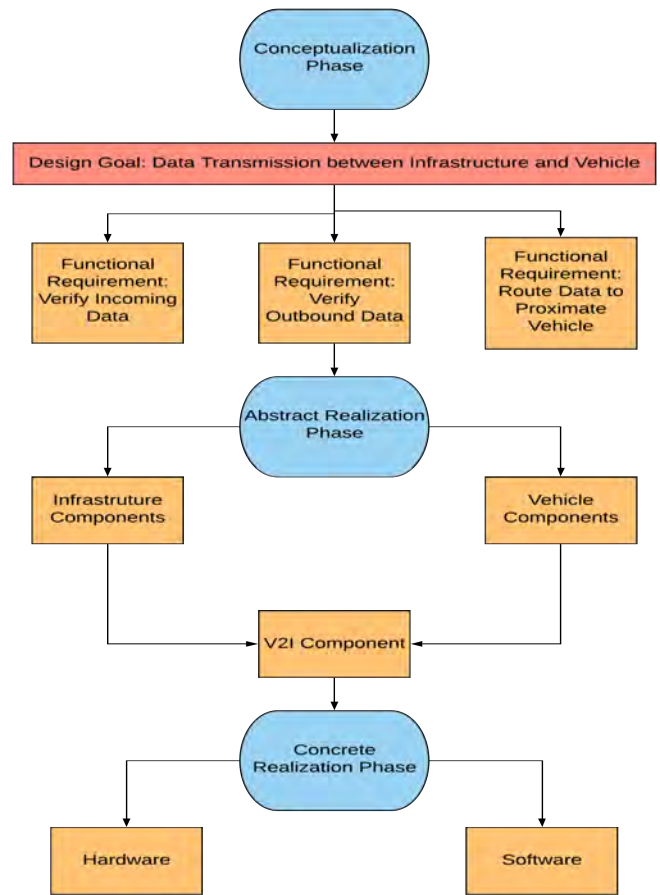 Conceptualization
Phase
Design Goal: Data Transmission between Infrastructure and Vehicle
Functional
Requirement:
Verify Incoming
Data
Functional
Requirement:
Verify
Outbound Data
Functional
Requirement:
Route Data to
Proximate
Vehicle
Abstract Realization
Phase
Infrastruture
Components
Vehicle
Components
V2I Component
Concrete
Realization Phase
Hardware
Software